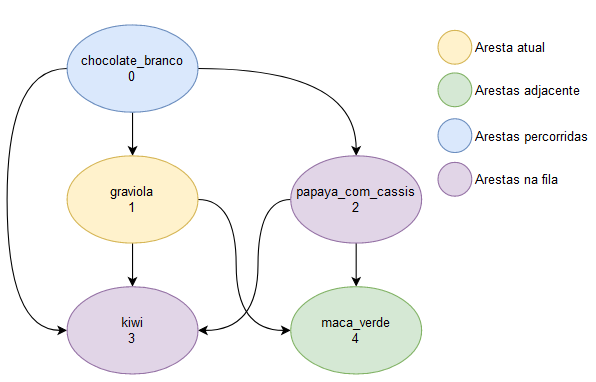 chocolate_branco
0
graviola
1
papaya_com_cassis
2
kiwi
3
maca_verde
4
Aresta atual
Arestas adjacente
Arestas percorridas
Arestas na fila